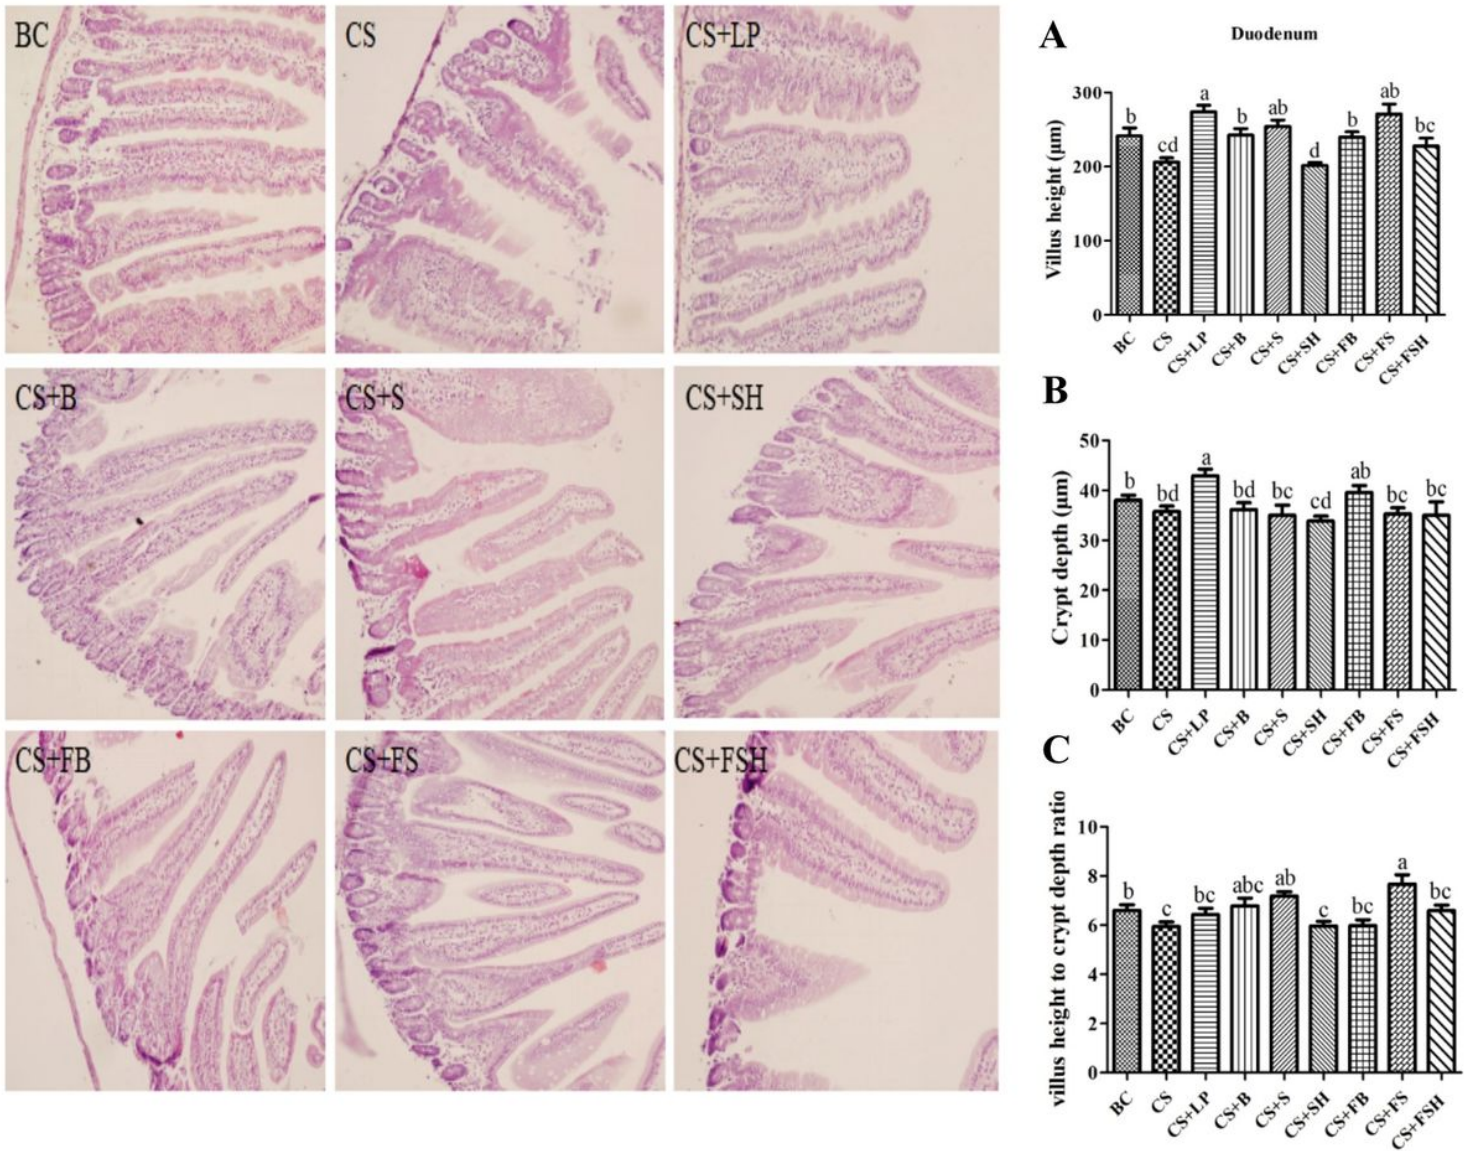 BC
CS
CS+LP
CS+B
CS+S
CS+SH
CS+FB
CS+FS
CS+FSH
A
Duodenum
Villus height (μm)
300
200
100
0
b
cd
a
b
ab
d
b
ab
bc
BC
CS
CS+LP
CS+B
CS+S
CS+SH
CS+FB
CS+FS
CS+FSH
B
Crypt depth (μm)
50
40
30
20
10
0
b
bd
a
bd
bc
cd
ab
bc
bc
BC
CS
CS+LP
CS+B
CS+S
CS+SH
CS+FB
CS+FS
CS+FSH
C
villus height to crypt depth ratio
10
8
6
4
2
0
b
c
bc
abc
ab
c
bc
a
bc
BC
CS
CS+LP
CS+B
CS+S
CS+SH
CS+FB
CS+FS
CS+FSH